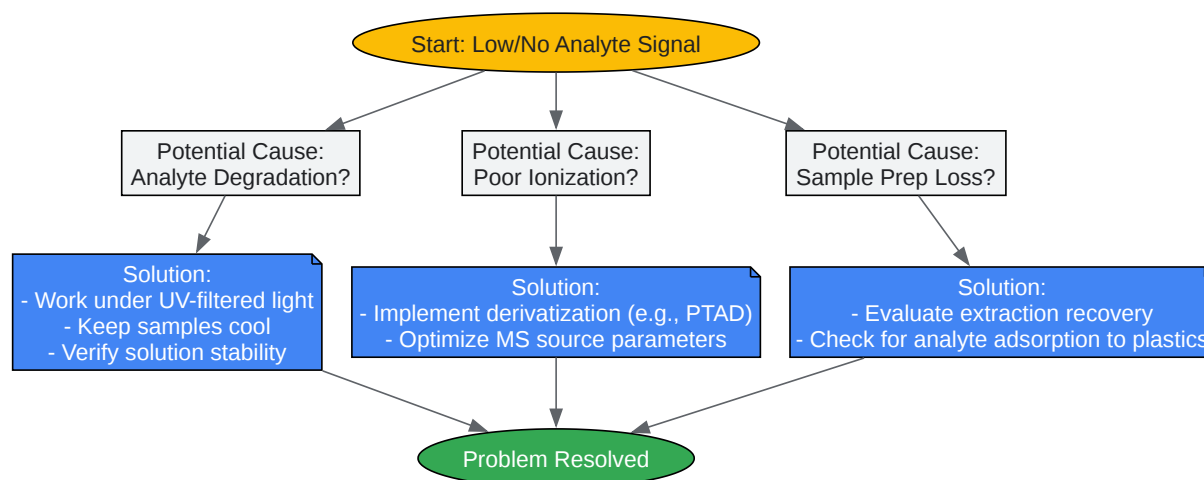 Start: Low/No Analyte Signal
Potential Cause:
Analyte Degradation?
Potential Cause:
Poor Ionization?
Potential Cause:
Sample Prep Loss?
Solution:
- Work under UV-filtered light
- Keep samples cool
- Verify solution stability
Solution:
- Implement derivatization (e.g., PTAD)
- Optimize MS source parameters
Solution:
- Evaluate extraction recovery
- Check for analyte adsorption to plastics
Problem Resolved